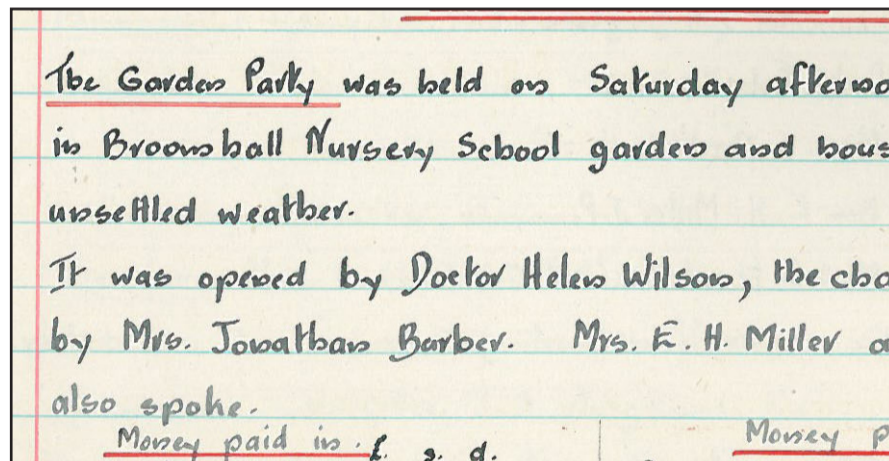 The Garden Party was held on Saturday afternoo
in Broomhall Nursery School garden and hous
unsettled weather.
It was opened by Doctor Helen Wilson, the cha
by Mrs. Jonathan Barber. Mrs. E. H. Miller a
also spoke.
Money paid in. £. s. d. Money p